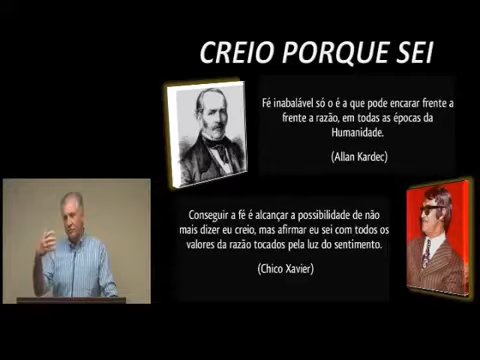 CREIO PORQUE SEI
Fé inabalável só o é a que pode encarar frente a
frente a razão, em todas as épocas da
Humanidade.
(Allan Kardec)
Conseguir a fé é alcançar a possibilidade de não
mais dizer eu creio, mas afirmar eu sei com todos os
valores da razão tocados pela luz do sentimento.
(Chico Xavier)